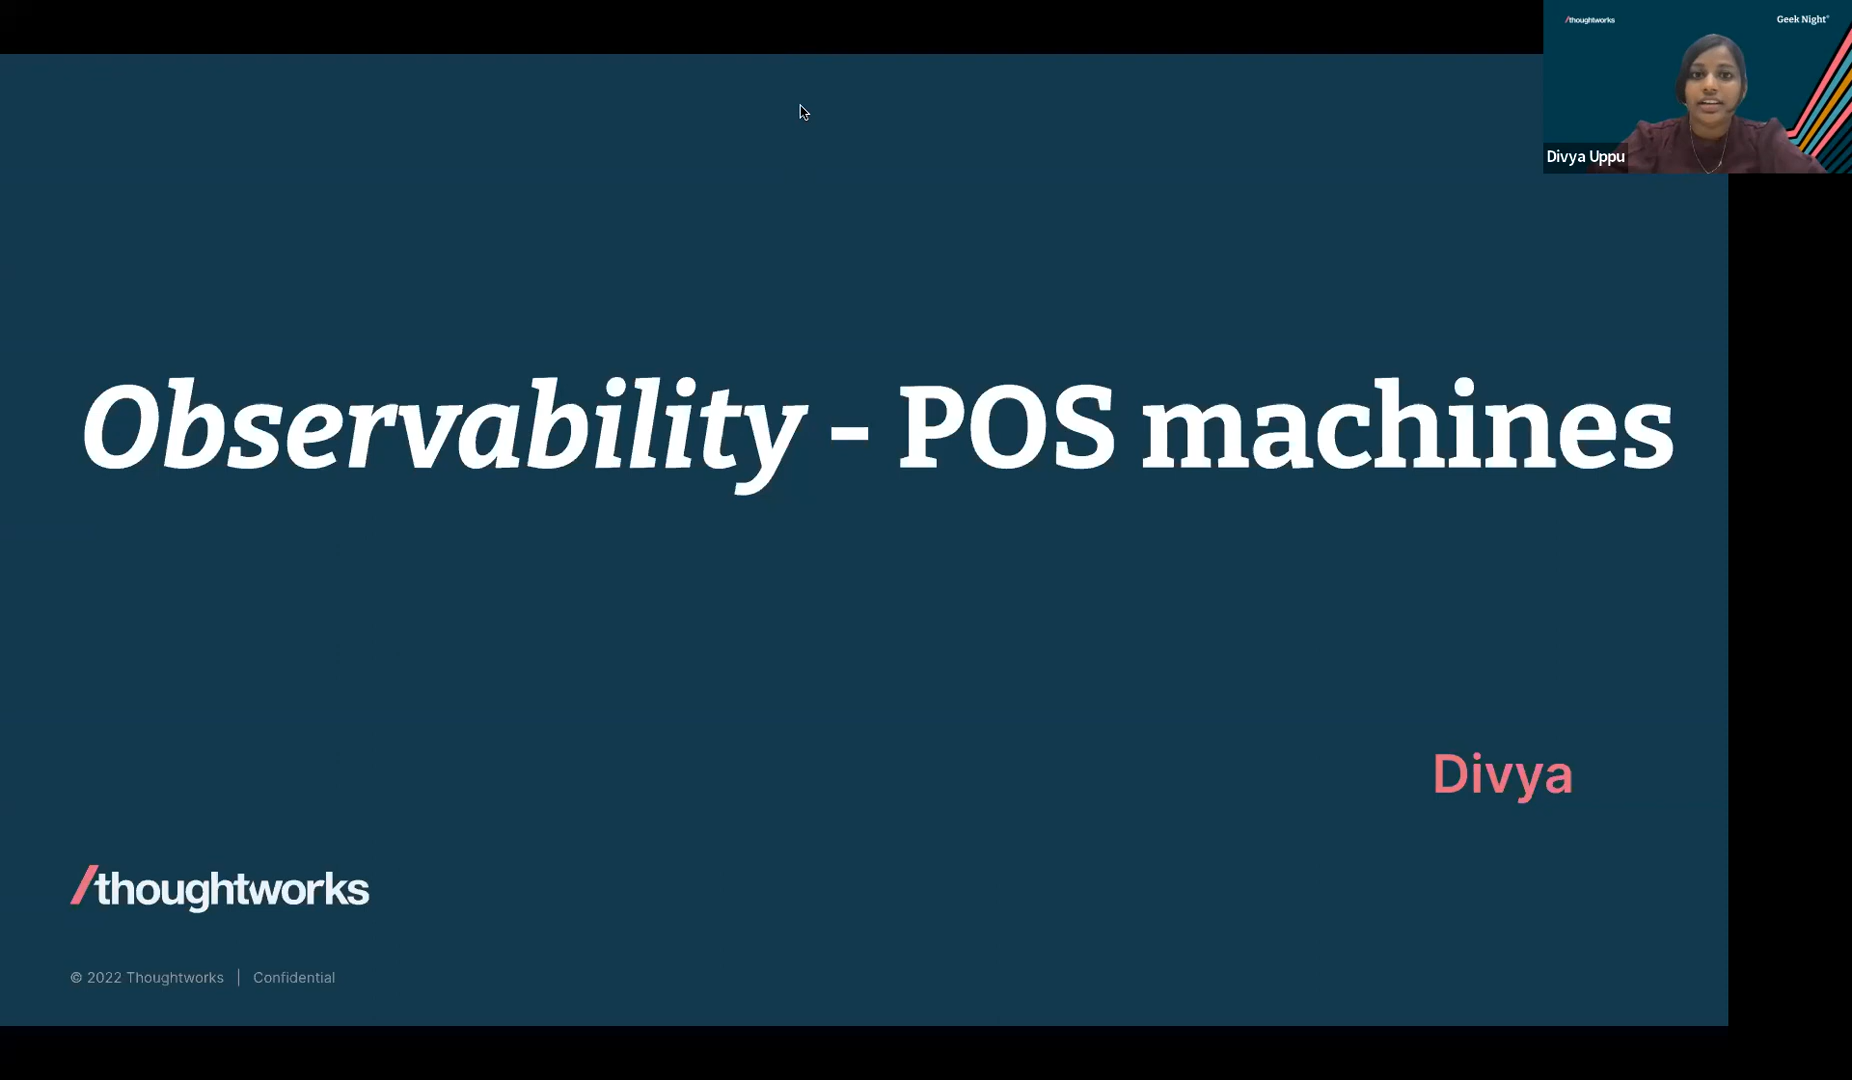 /thoughtworks
Geek Night®
Divya Uppu
Observability - POS machines
Divya
/thoughtworks
© 2022 Thoughtworks | Confidential